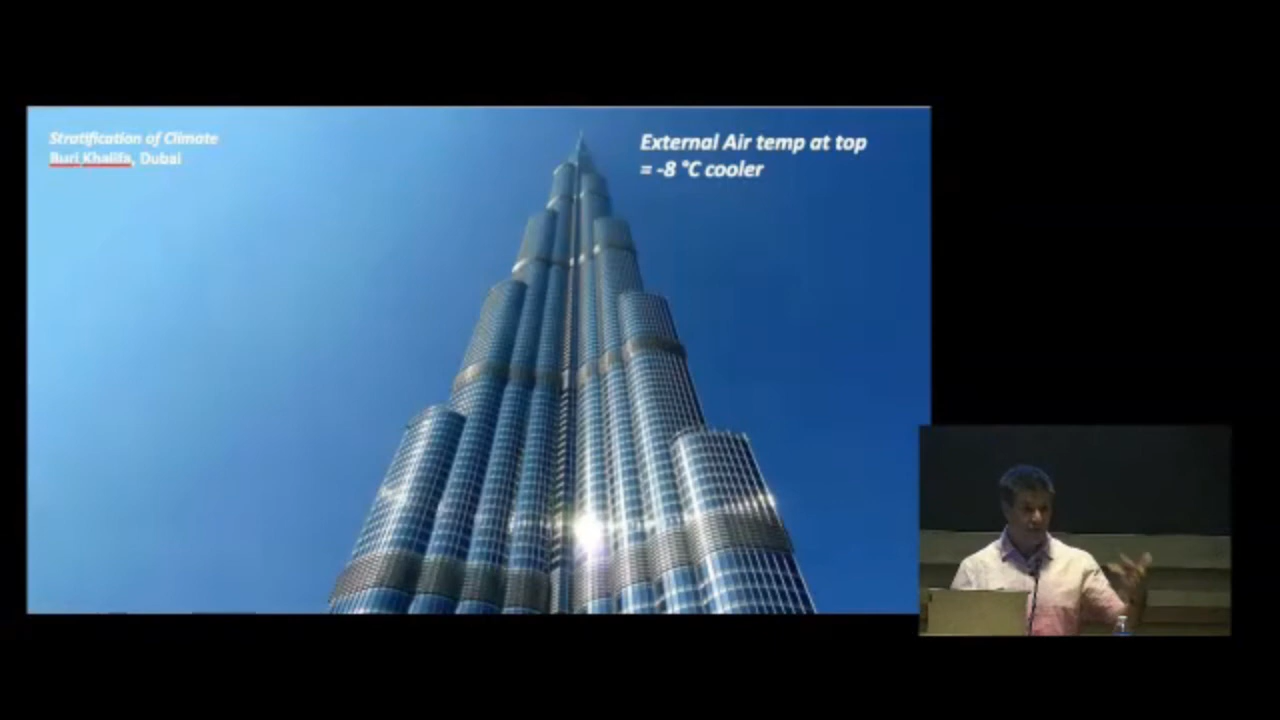 Stratification of Climate
Burj Khalifa, Dubai
External Air temp at top
= -8 °C cooler